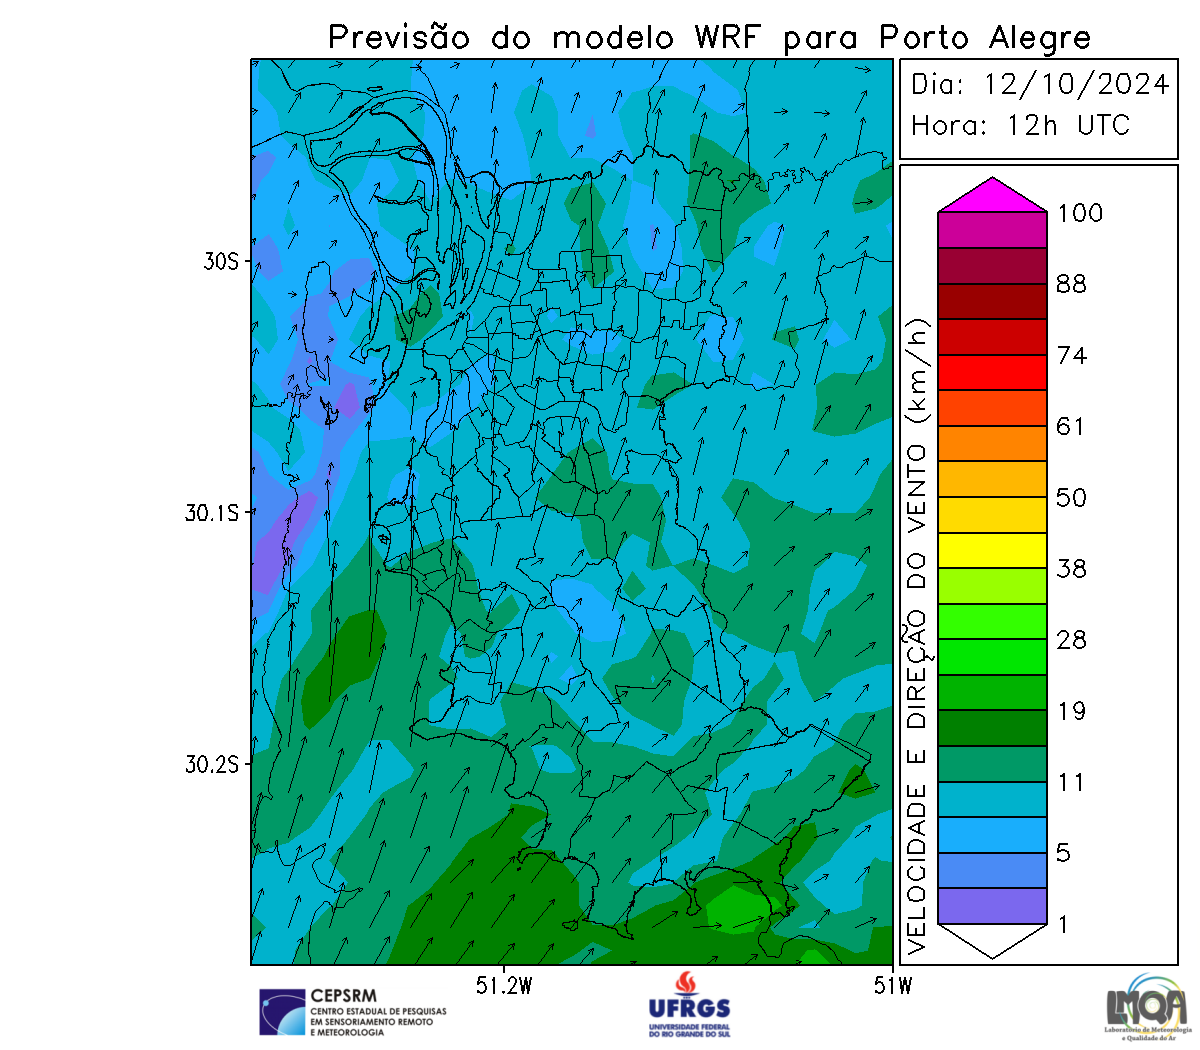 Previsão do modelo WRF para Porto Alegre
Dia: 12/10/2024
Hora: 12h UTC
30S
30.1S
30.2S
51.2W
51W
VELOCIDADE E DIREÇÃO DO VENTO (km/h)
100
88
74
61
50
38
28
19
11
5
1
CEPSRM
CENTRO ESTADUAL DE PESQUISAS
EM SENSORIAMENTO REMOTO
E METEOROLOGIA
UFRGS
UNIVERSIDADE FEDERAL
DO RIO GRANDE DO SUL
LMQA
Laboratório de Meteorologia
e Qualidade do Ar